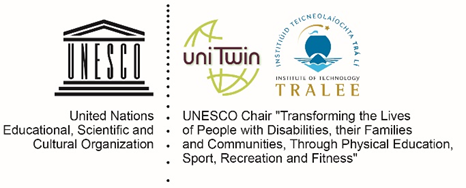 UNESCO
United Nations
Educational, Scientific and
Cultural Organization
uniTwin
INSTITIÚID TEICNEOLAÍOCHTA TRÁ LÍ
INSTITUTE OF TECHNOLOGY
TRALEE
UNESCO Chair "Transforming the Lives
of People with Disabilities, their Families
and Communities, Through Physical Education,
Sport, Recreation and Fitness"